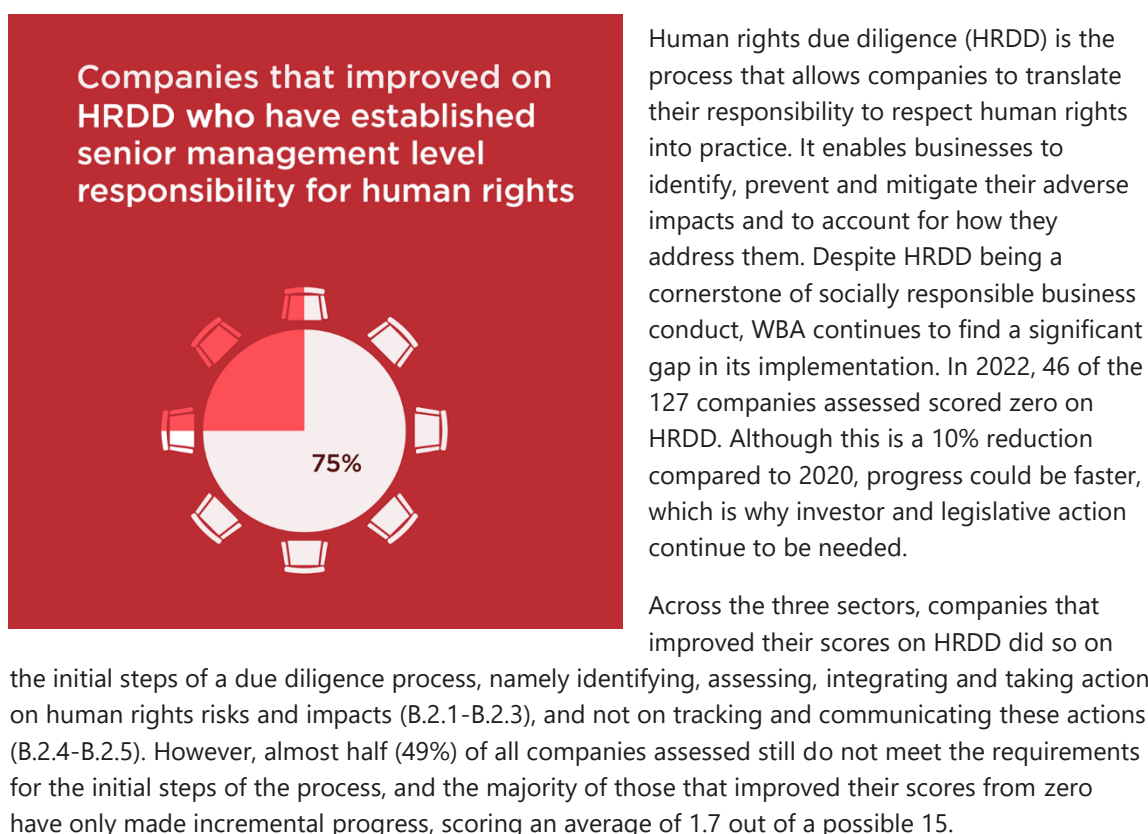 Companies that improved on
HRDD who have established
senior management level
responsibility for human rights
75%
Human rights due diligence (HRDD) is the
process that allows companies to translate
their responsibility to respect human rights
into practice. It enables businesses to
identify, prevent and mitigate their adverse
impacts and to account for how they
address them. Despite HRDD being a
cornerstone of socially responsible business
conduct, WBA continues to find a significant
gap in its implementation. In 2022, 46 of the
127 companies assessed scored zero on
HRDD. Although this is a 10% reduction
compared to 2020, progress could be faster,
which is why investor and legislative action
continue to be needed.
Across the three sectors, companies that
improved their scores on HRDD did so on
the initial steps of a due diligence process, namely identifying, assessing, integrating and taking action
on human rights risks and impacts (B.2.1-B.2.3), and not on tracking and communicating these actions
(B.2.4-B.2.5). However, almost half (49%) of all companies assessed still do not meet the requirements
for the initial steps of the process, and the majority of those that improved their scores from zero
have only made incremental progress, scoring an average of 1.7 out of a possible 15.